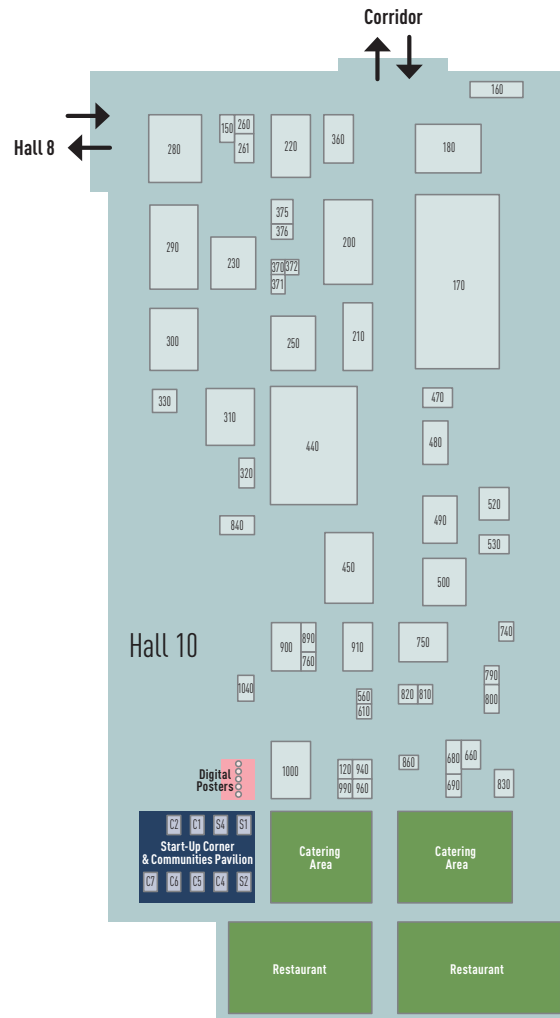 Corridor
160
Hall 8
280
150
260
261
220
360
180
290
230
375
376
370
372
371
200
170
300
250
210
330
310
440
470
480
320
840
490
520
530
450
500
Hall 10
900
890
760
910
750
740
1040
560
610
820
810
790
800
Digital
Posters
1000
120
940
990
960
860
680
660
690
830
C2
C1
S4
S1
Start-Up Corner
& Communities Pavilion
C7
C6
C5
C4
S2
Catering
Area
Catering
Area
Restaurant
Restaurant